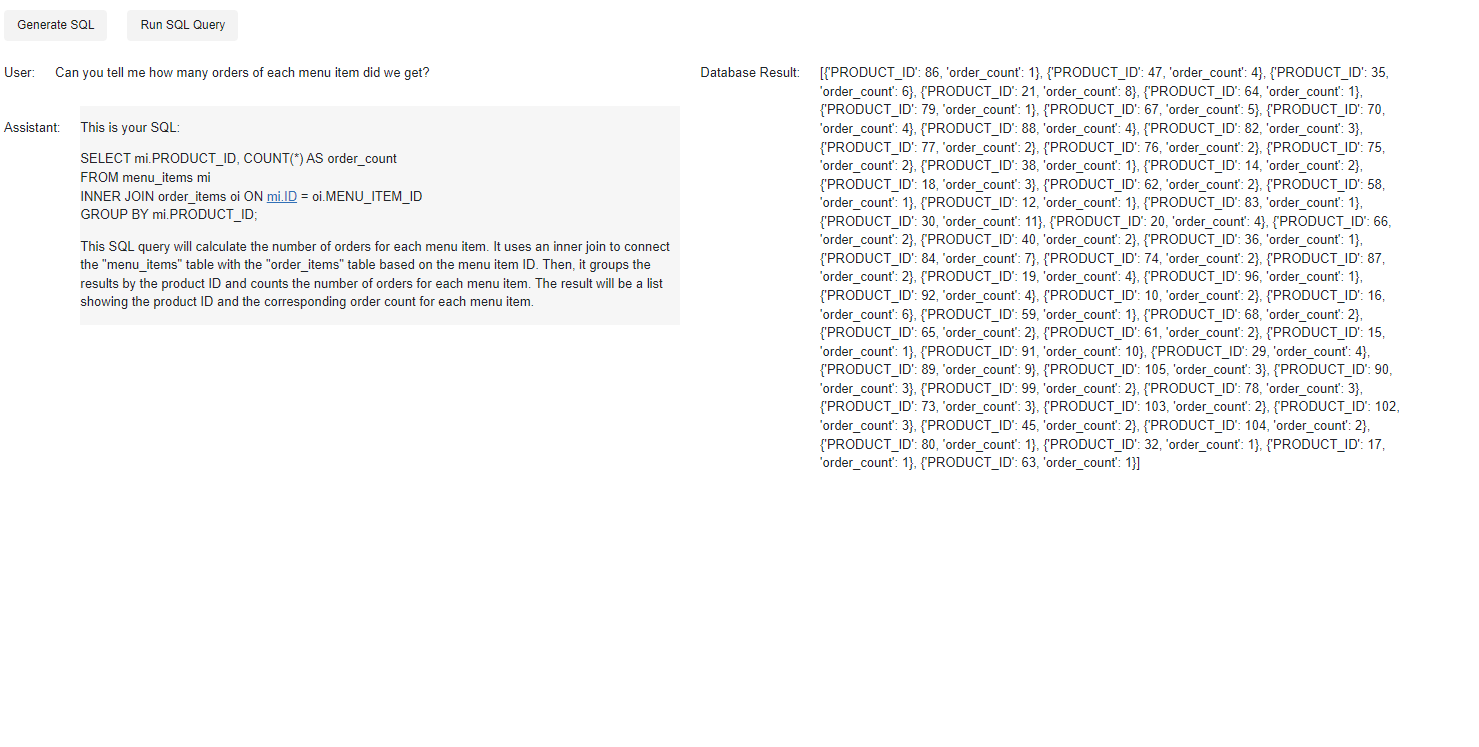 Generate SQL
Run SQL Query
User: Can you tell me how many orders of each menu item did we get?
Assistant: This is your SQL:
SELECT mi.PRODUCT_ID, COUNT(*) AS order_count
FROM menu_items mi
INNER JOIN order_items oi ON mi.ID = oi.MENU_ITEM_ID
GROUP BY mi.PRODUCT_ID;
This SQL query will calculate the number of orders for each menu item. It uses an inner join to connect
the "menu_items" table with the "order_items" table based on the menu item ID. Then, it groups the
results by the product ID and counts the number of orders for each menu item. The result will be a list
showing the product ID and the corresponding order count for each menu item.
Database Result: [{'PRODUCT_ID': 86, 'order_count': 1}, {'PRODUCT_ID': 47, 'order_count': 4}, {'PRODUCT_ID': 35,
'order_count': 6}, {'PRODUCT_ID': 21, 'order_count': 8}, {'PRODUCT_ID': 64, 'order_count': 1},
{'PRODUCT_ID': 79, 'order_count': 1}, {'PRODUCT_ID': 67, 'order_count': 5}, {'PRODUCT_ID': 70,
'order_count': 4}, {'PRODUCT_ID': 88, 'order_count': 4}, {'PRODUCT_ID': 82, 'order_count': 3},
{'PRODUCT_ID': 77, 'order_count': 2}, {'PRODUCT_ID': 76, 'order_count': 2}, {'PRODUCT_ID': 75,
'order_count': 2}, {'PRODUCT_ID': 38, 'order_count': 1}, {'PRODUCT_ID': 14, 'order_count': 2},
{'PRODUCT_ID': 18, 'order_count': 3}, {'PRODUCT_ID': 62, 'order_count': 2}, {'PRODUCT_ID': 58,
'order_count': 1}, {'PRODUCT_ID': 12, 'order_count': 1}, {'PRODUCT_ID': 83, 'order_count': 1},
{'PRODUCT_ID': 30, 'order_count': 11}, {'PRODUCT_ID': 20, 'order_count': 4}, {'PRODUCT_ID': 66,
'order_count': 2}, {'PRODUCT_ID': 40, 'order_count': 2}, {'PRODUCT_ID': 36, 'order_count': 1},
{'PRODUCT_ID': 84, 'order_count': 7}, {'PRODUCT_ID': 74, 'order_count': 2}, {'PRODUCT_ID': 87,
'order_count': 2}, {'PRODUCT_ID': 19, 'order_count': 4}, {'PRODUCT_ID': 96, 'order_count': 1},
{'PRODUCT_ID': 92, 'order_count': 4}, {'PRODUCT_ID': 10, 'order_count': 2}, {'PRODUCT_ID': 16,
'order_count': 6}, {'PRODUCT_ID': 59, 'order_count': 1}, {'PRODUCT_ID': 68, 'order_count': 2},
{'PRODUCT_ID': 65, 'order_count': 2}, {'PRODUCT_ID': 61, 'order_count': 2}, {'PRODUCT_ID': 15,
'order_count': 1}, {'PRODUCT_ID': 91, 'order_count': 10}, {'PRODUCT_ID': 29, 'order_count': 4},
{'PRODUCT_ID': 89, 'order_count': 9}, {'PRODUCT_ID': 105, 'order_count': 3}, {'PRODUCT_ID': 90,
'order_count': 3}, {'PRODUCT_ID': 99, 'order_count': 2}, {'PRODUCT_ID': 78, 'order_count': 3},
{'PRODUCT_ID': 73, 'order_count': 3}, {'PRODUCT_ID': 103, 'order_count': 2}, {'PRODUCT_ID': 102,
'order_count': 3}, {'PRODUCT_ID': 45, 'order_count': 2}, {'PRODUCT_ID': 104, 'order_count': 2},
{'PRODUCT_ID': 80, 'order_count': 1}, {'PRODUCT_ID': 32, 'order_count': 1}, {'PRODUCT_ID': 17,
'order_count': 1}, {'PRODUCT_ID': 63, 'order_count': 1}]